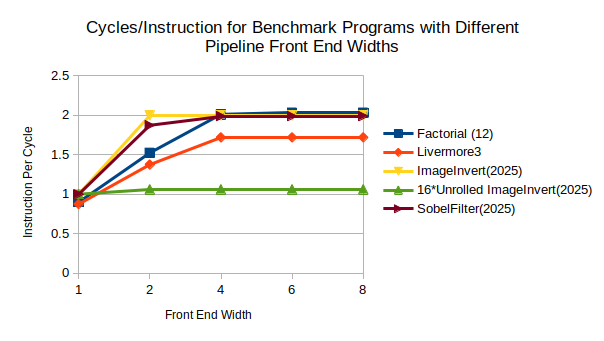 Cycles/Instruction for Benchmark Programs with Different
Pipeline Front End Widths
2.5
2
1.5
1
0.5
0
Instruction Per Cycle
1 2 4 6 8
Front End Width
Factorial (12)
Livermore3
ImageInvert(2025)
16*Unrolled ImageInvert(2025)
SobelFilter(2025)